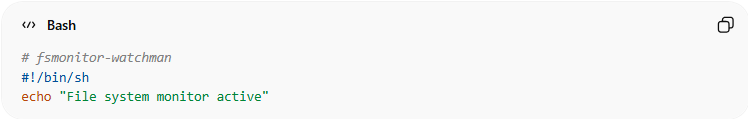 Bash
# fsmonitor-watchman
#!/bin/sh
echo "File system monitor active"